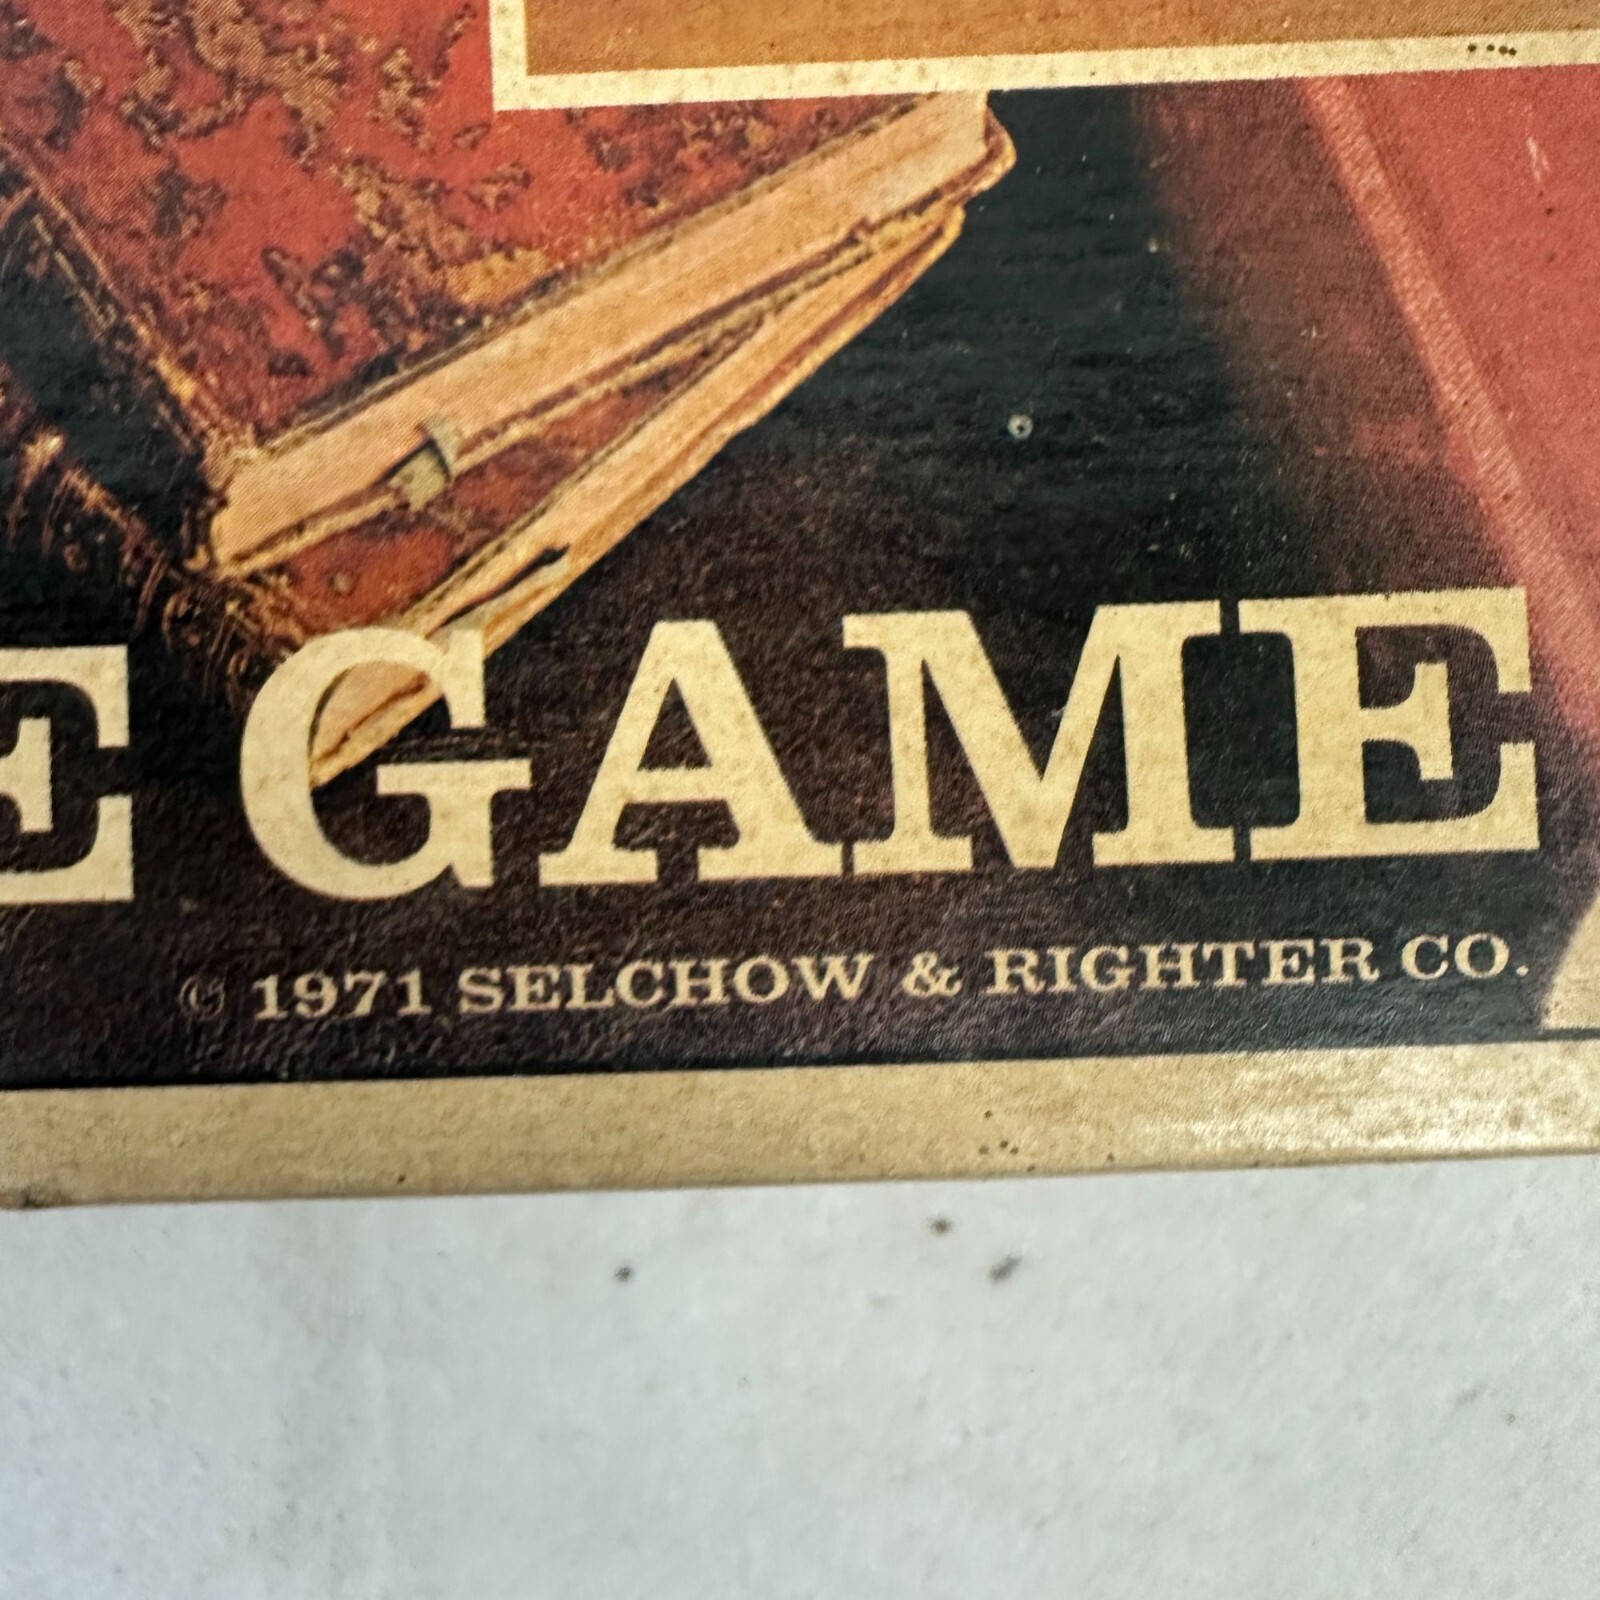 E GAME
© 1971 SELCHOW & RIGHTER CO.